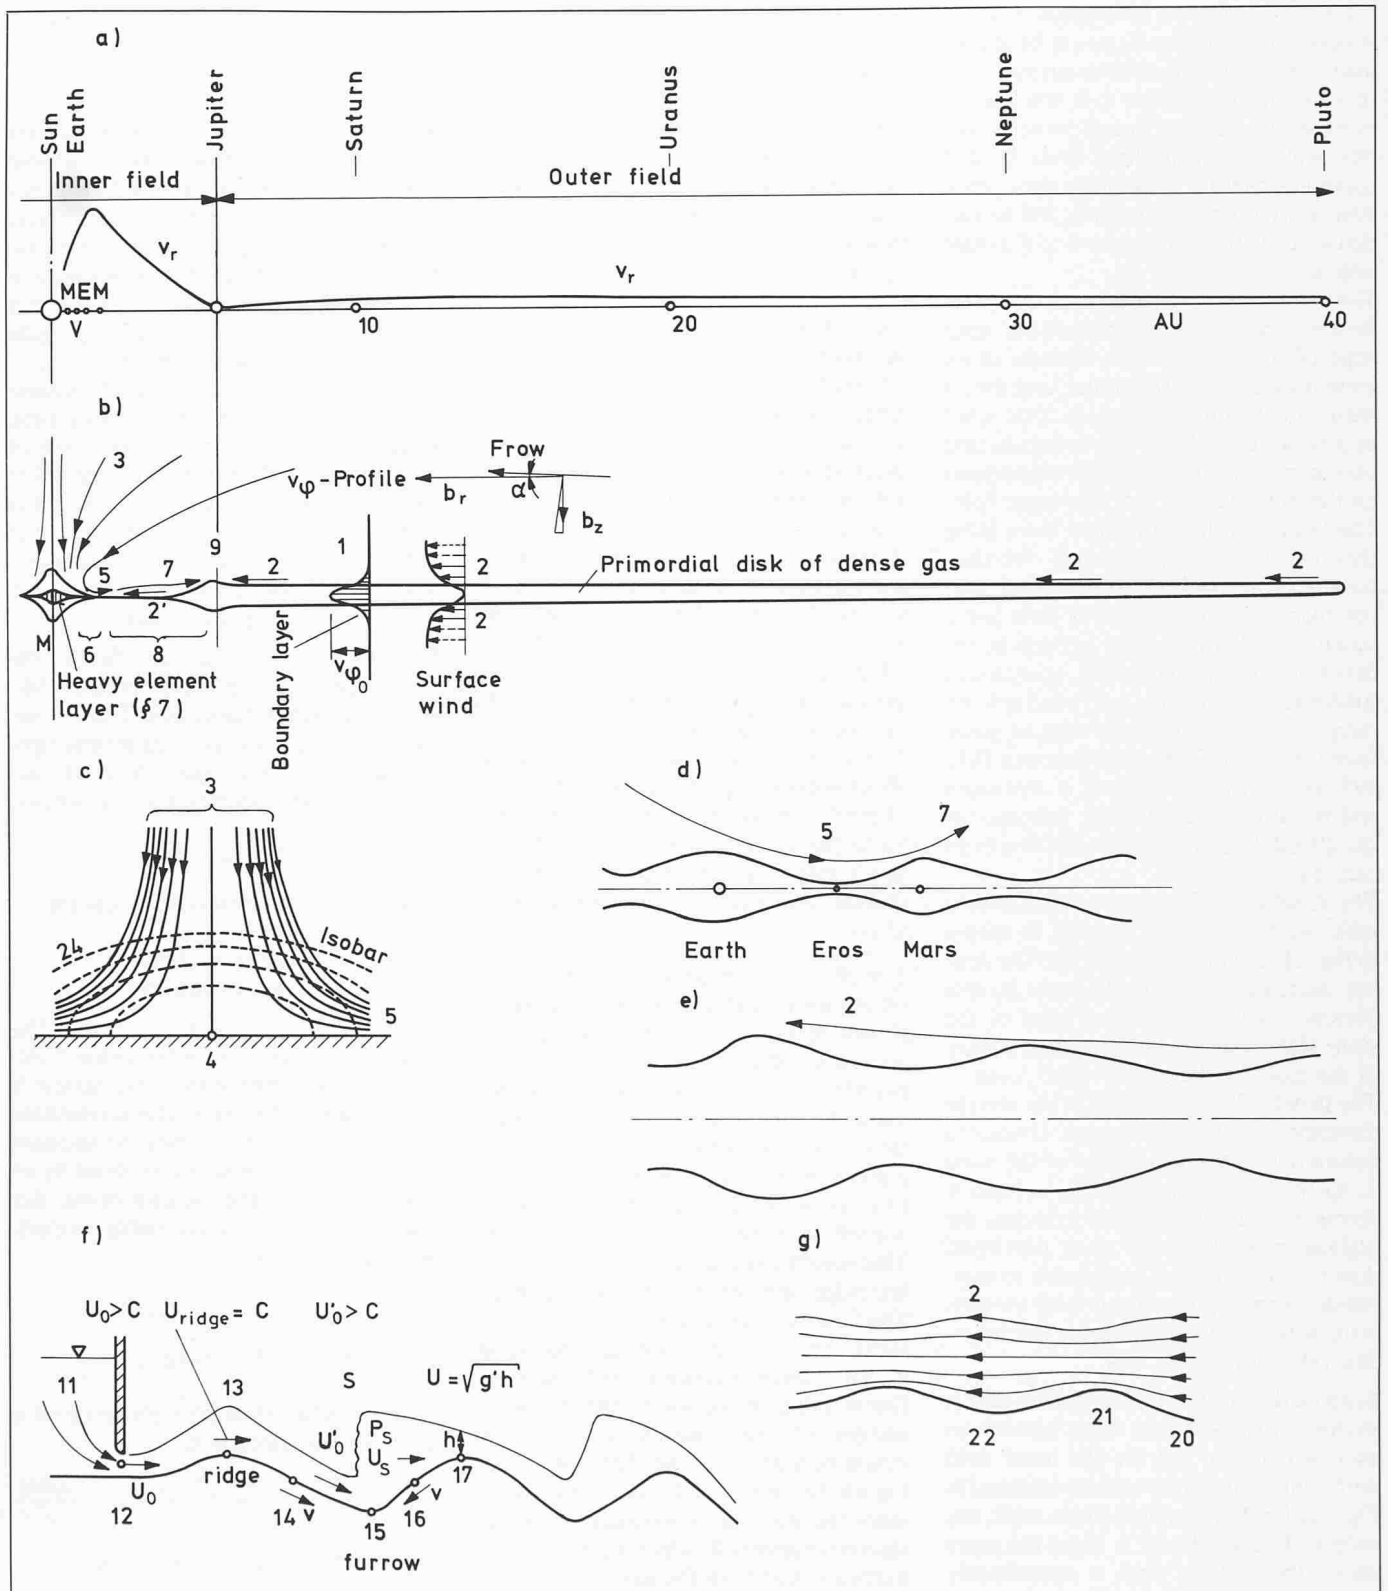 a)
Sun
Earth
Jupiter
Saturn
Uranus
Neptune
Pluto
Inner field
Outer field
v_r
v_r
MEM
V
10
20
30
AU
40
b)
3
v_φ-Profile
Frow
b_r
α
b_z
5
7
9
2
1
2
Primordial disk of dense gas
2
2
2'
2
M
6
8
Boundary layer
v_φ0
Heavy element
layer (§7)
Surface
wind
c)
3
24
Isobar
5
4
d)
5
7
Earth
Eros
Mars
e)
2
f)
U₀>C
U_ridge=C
U'₀>C
11
13
S
U=√g'h
P_S
U'₀
U_S
h
ridge
17
U₀
v
v
12
14
15
16
furrow
g)
2
21
22
20